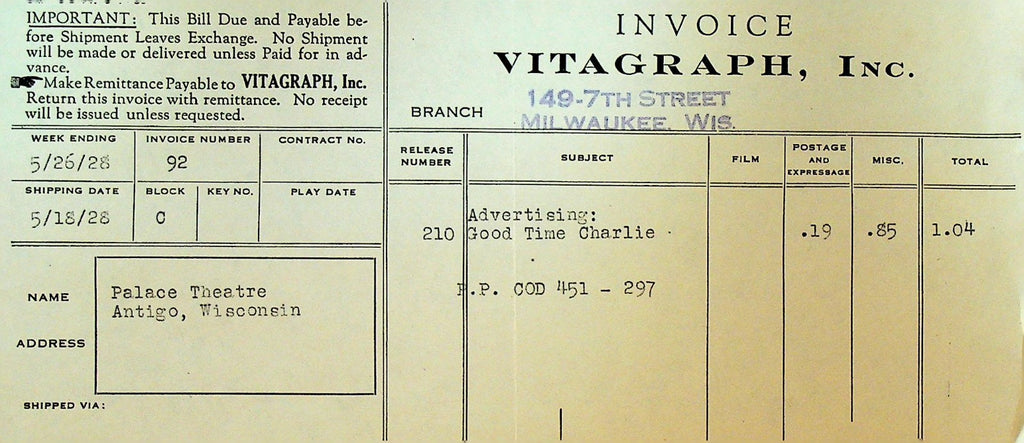 IMPORTANT: This Bill Due and Payable be-
fore Shipment Leaves Exchange. No Shipment
will be made or delivered unless Paid for in ad-
vance.
Make Remittance Payable to VITAGRAPH, Inc.
Return this invoice with remittance. No receipt
will be issued unless requested.
INVOICE
VITAGRAPH, INC.
BRANCH
149-7TH STREET
MILWAUKEE. WIS.
WEEK ENDING INVOICE NUMBER CONTRACT NO.
5/26/28 92
SHIPPING DATE BLOCK KEY NO. PLAY DATE
5/18/28 C
NAME
ADDRESS
Palace Theatre
Antigo, Wisconsin
SHIPPED VIA:
RELEASE NUMBER SUBJECT FILM POSTAGE AND EXPRESSAGE MISC. TOTAL
Advertising:
210 Good Time Charlie .19 .85 1.04
P.P. COD 451 - 297